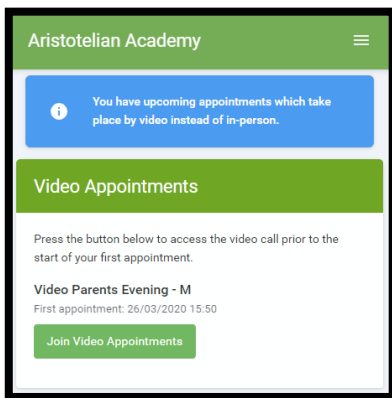 Aristotelian Academy
You have upcoming appointments which take
place by video instead of in-person.
Video Appointments
Press the button below to access the video call prior to the
start of your first appointment.
Video Parents Evening - M
First appointment: 26/03/2020 15:50
Join Video Appointments